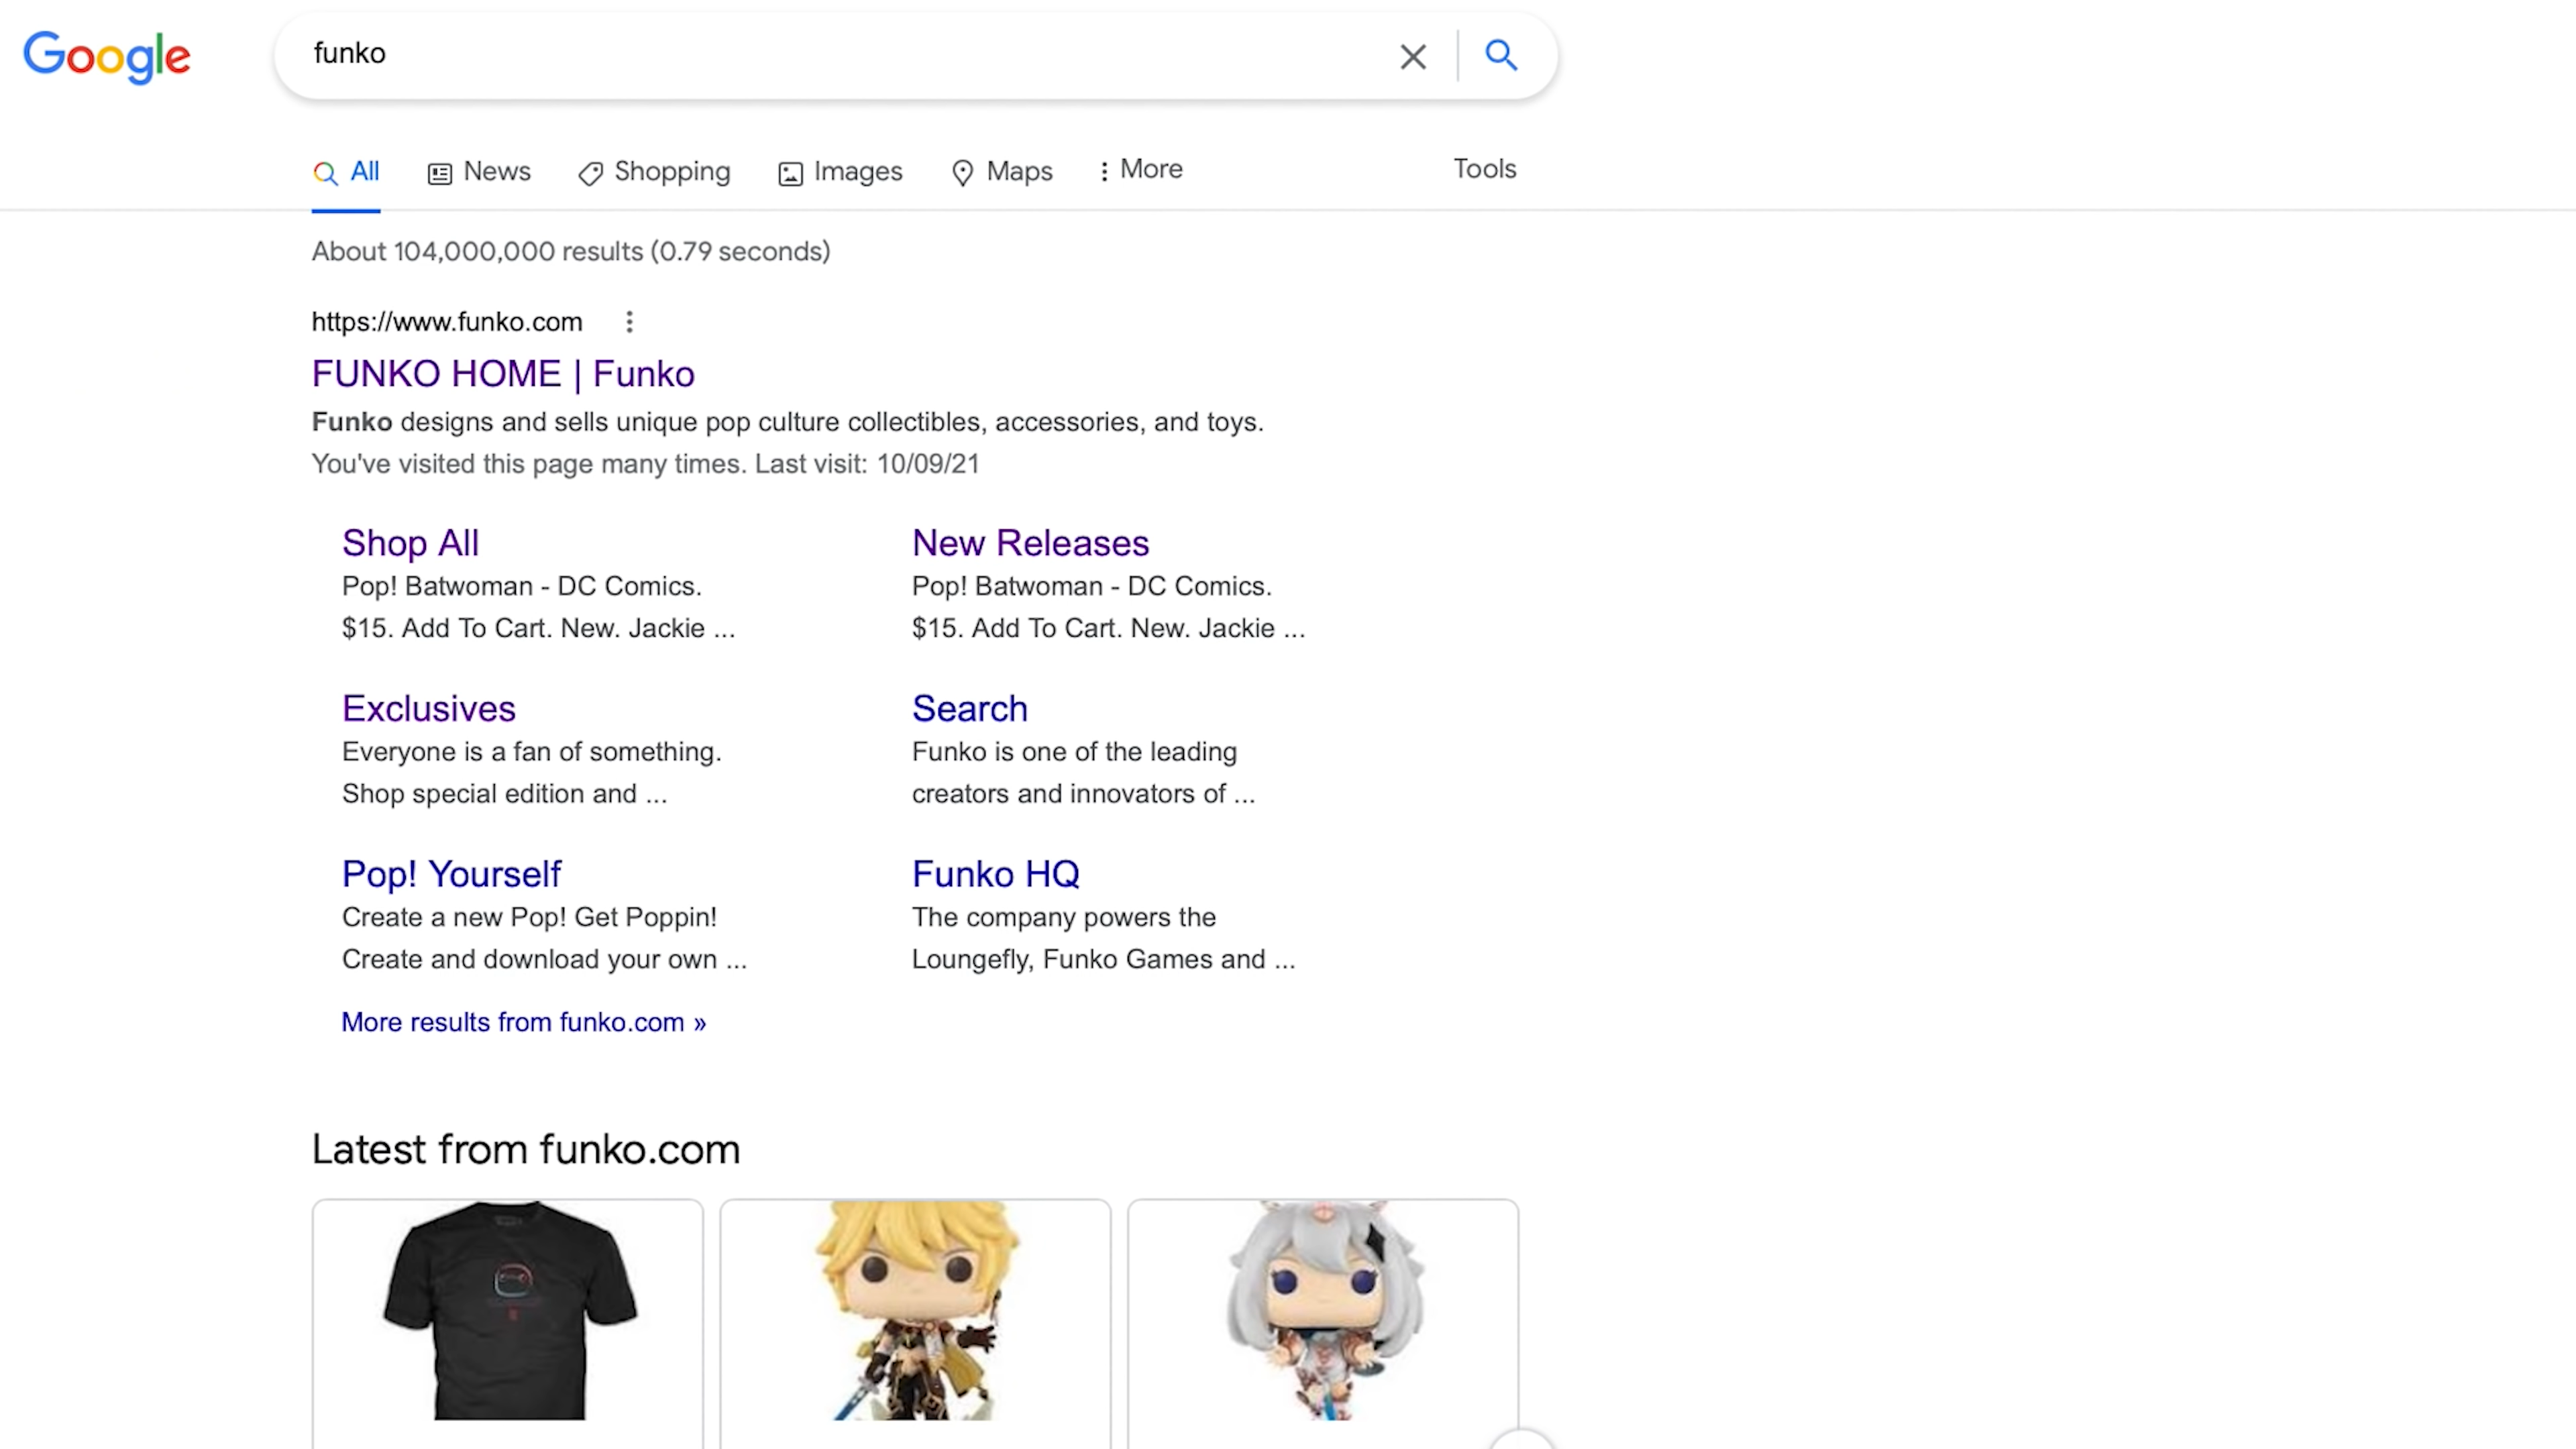 Google
funko
All
News
Shopping
Images
Maps
More
Tools
About 104,000,000 results (0.79 seconds)
https://www.funko.com
FUNKO HOME | Funko
Funko designs and sells unique pop culture collectibles, accessories, and toys.
You've visited this page many times. Last visit: 10/09/21
Shop All
Pop! Batwoman - DC Comics.
$15. Add To Cart. New. Jackie ...
New Releases
Pop! Batwoman - DC Comics.
$15. Add To Cart. New. Jackie ...
Exclusives
Everyone is a fan of something.
Shop special edition and ...
Search
Funko is one of the leading
creators and innovators of ...
Pop! Yourself
Create a new Pop! Get Poppin!
Create and download your own ...
Funko HQ
The company powers the
Loungefly, Funko Games and ...
More results from funko.com »
Latest from funko.com